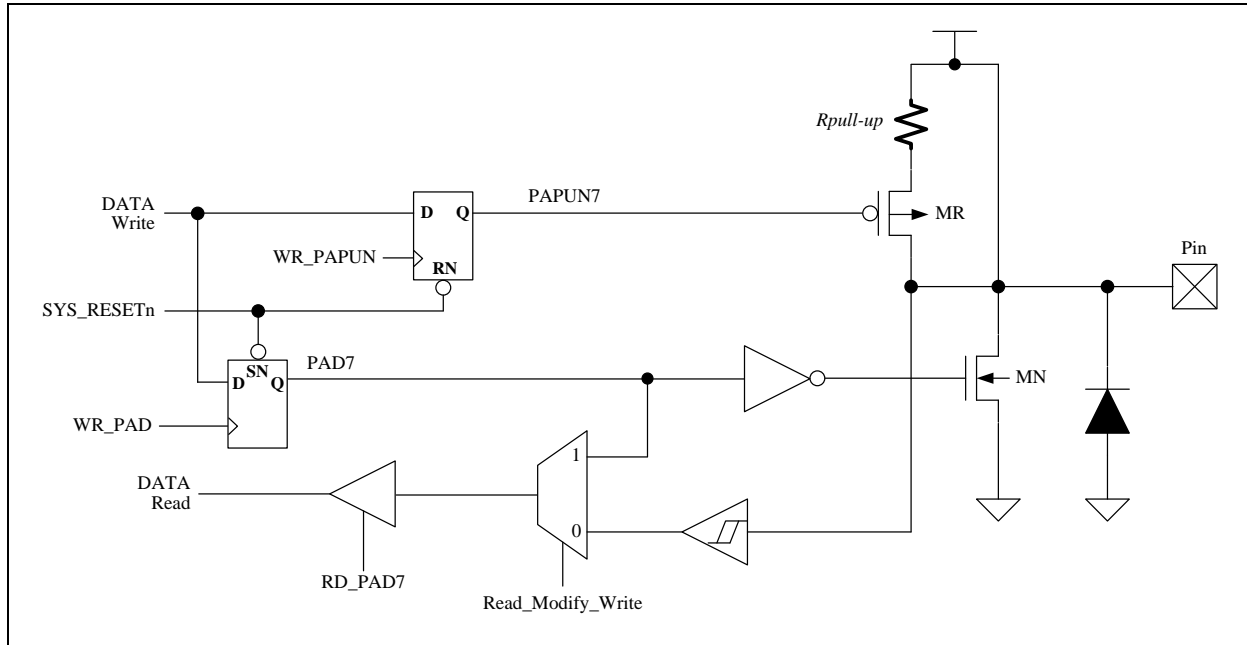 Rpull-up
DATA
Write
D
Q
PAPUN7
MR
WR_PAPUN
RN
Pin
SYS_RESETn
SN
D
Q
PAD7
MN
WR_PAD
1
DATA
Read
0
RD_PAD7
Read_Modify_Write